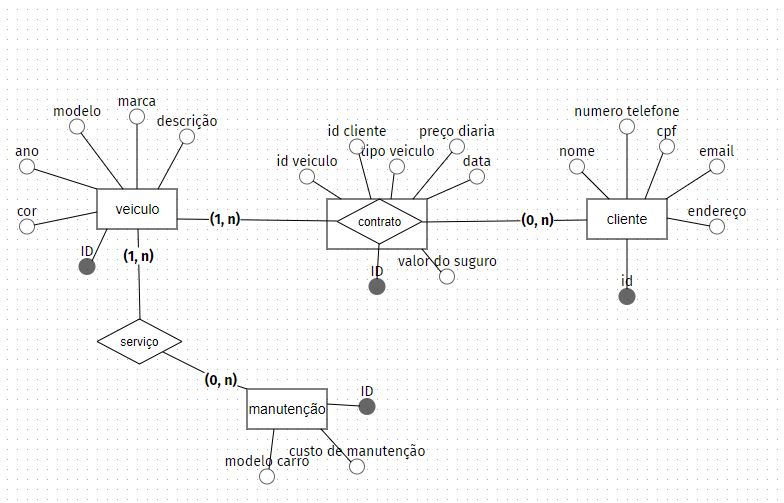 marca
modelo
descrição
ano
cor
veiculo
ID
(1, n)
(1, n)
id cliente
preço diaria
id veiculo
tipo veiculo
data
contrato
ID
valor do suguro
(0, n)
numero telefone
cpf
nome
email
cliente
endereço
id
serviço
(0, n)
manutenção
ID
modelo carro
custo de manutenção